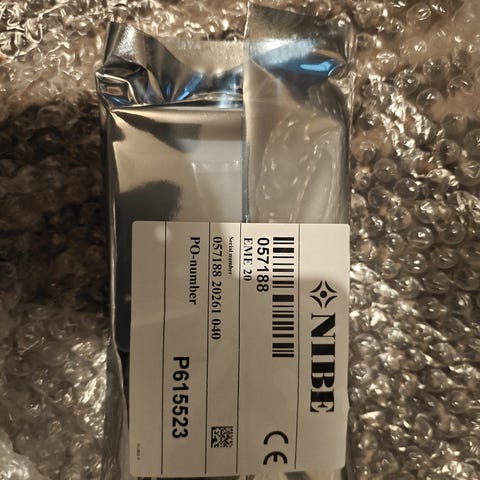 NIBE
CE
057188
EME 20
Serial number
057188 20261 040
PO-number
P615523